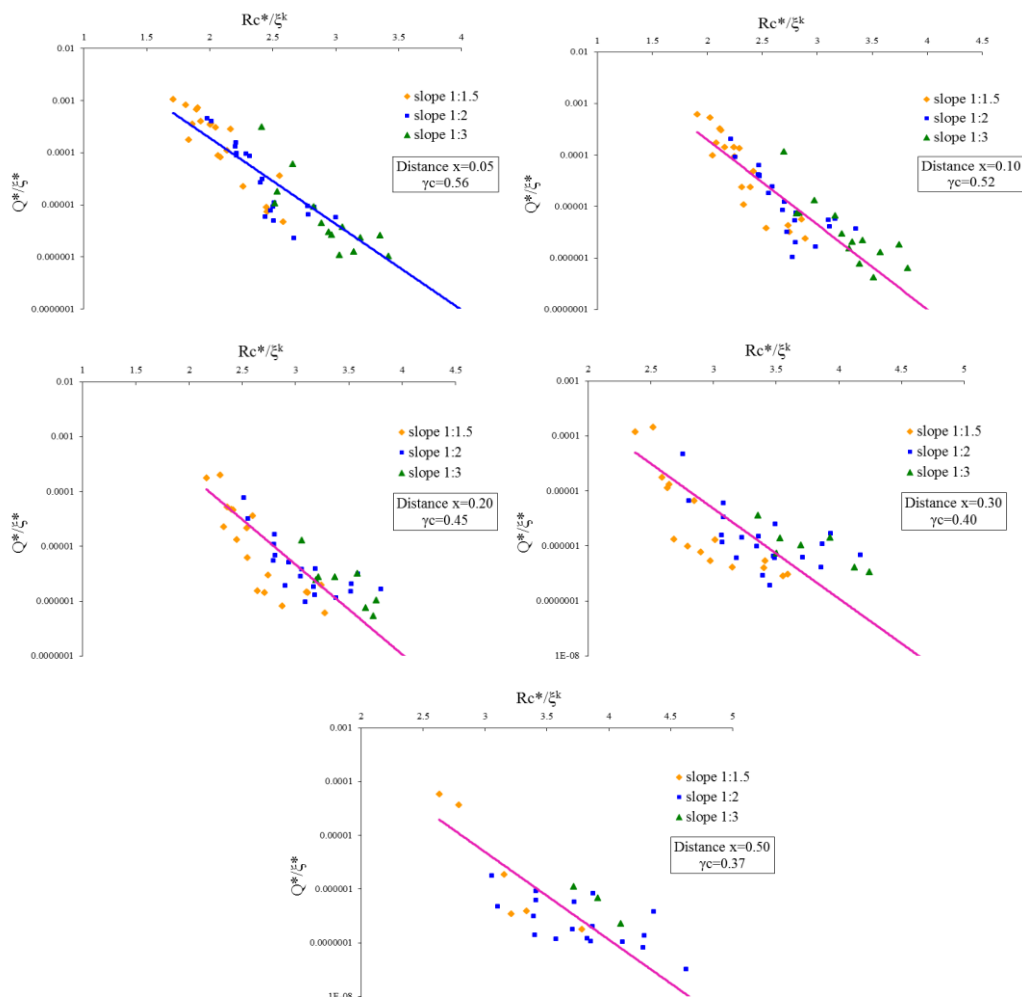 Rc*/ξᵏ
1 1.5 2 2.5 3 3.5 4
0.01
0.001
0.0001
0.00001
0.000001
0.0000001
Q*/ξ*
slope 1:1.5
slope 1:2
slope 1:3
Distance x=0.05
γc=0.56
Rc*/ξᵏ
1 1.5 2 2.5 3 3.5 4 4.5
0.01
0.001
0.0001
0.00001
0.000001
0.0000001
Q*/ξ*
slope 1:1.5
slope 1:2
slope 1:3
Distance x=0.10
γc=0.52
Rc*/ξᵏ
1 1.5 2 2.5 3 3.5 4 4.5
0.01
0.001
0.0001
0.00001
0.000001
0.0000001
Q*/ξ*
slope 1:1.5
slope 1:2
slope 1:3
Distance x=0.20
γc=0.45
Rc*/ξᵏ
2 2.5 3 3.5 4 4.5 5
0.001
0.0001
0.00001
0.000001
0.0000001
1E-08
Q*/ξ*
slope 1:1.5
slope 1:2
slope 1:3
Distance x=0.30
γc=0.40
Rc*/ξᵏ
2 2.5 3 3.5 4 4.5 5
0.001
0.0001
0.00001
0.000001
0.0000001
1E-08
Q*/ξ*
slope 1:1.5
slope 1:2
slope 1:3
Distance x=0.50
γc=0.37